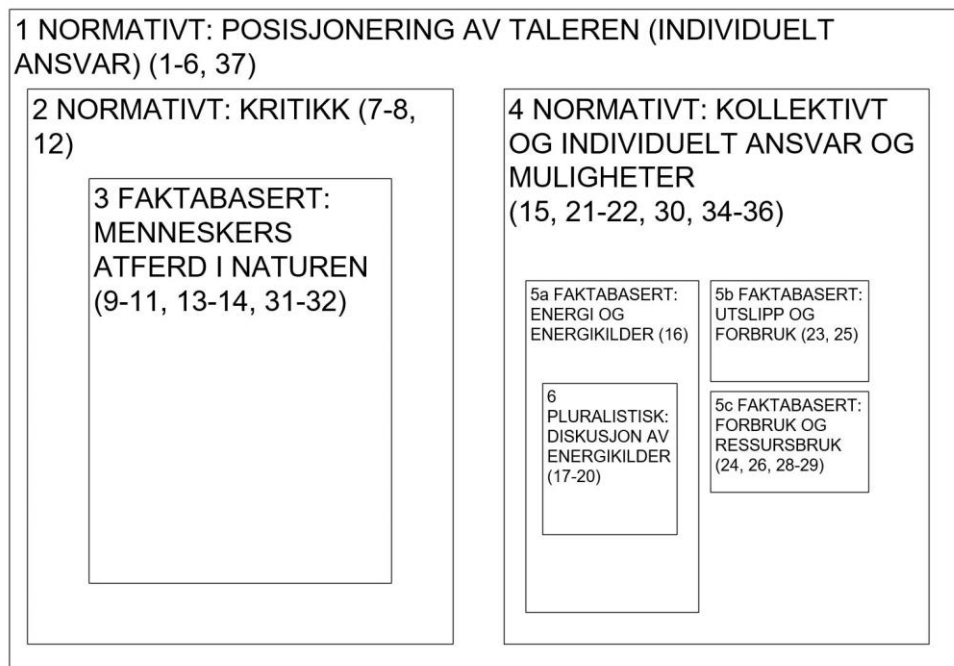 1 NORMATIVT: POSISJONERING AV TALEREN (INDIVIDUELT
ANSVAR) (1-6, 37)
2 NORMATIVT: KRITIKK (7-8,
12)
3 FAKTABASERT:
MENNESKERS
ATFERD I NATUREN
(9-11, 13-14, 31-32)
4 NORMATIVT: KOLLEKTIVT
OG INDIVIDUELT ANSVAR OG
MULIGHETER
(15, 21-22, 30, 34-36)
5a FAKTABASERT:
ENERGI OG
ENERGIKILDER (16)
6
PLURALISTISK:
DISKUSJON AV
ENERGIKILDER
(17-20)
5b FAKTABASERT:
UTSLIPP OG
FORBRUK (23, 25)
5c FAKTABASERT:
FORBRUK OG
RESSURSBRUK
(24, 26, 28-29)